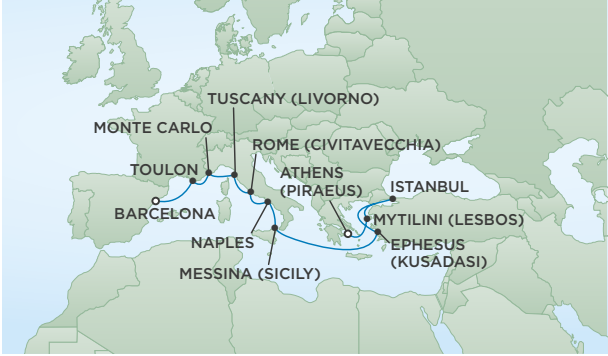 TUSCANY (LIVORNO)
MONTE CARLO
ROME (CIVITAVECCHIA)
TOULON
ATHENS
(PIRAEUS)
ISTANBUL
BARCELONA
MYTILINI (LESBOS)
NAPLES
EPHESUS
(KUSADASI)
MESSINA (SICILY)